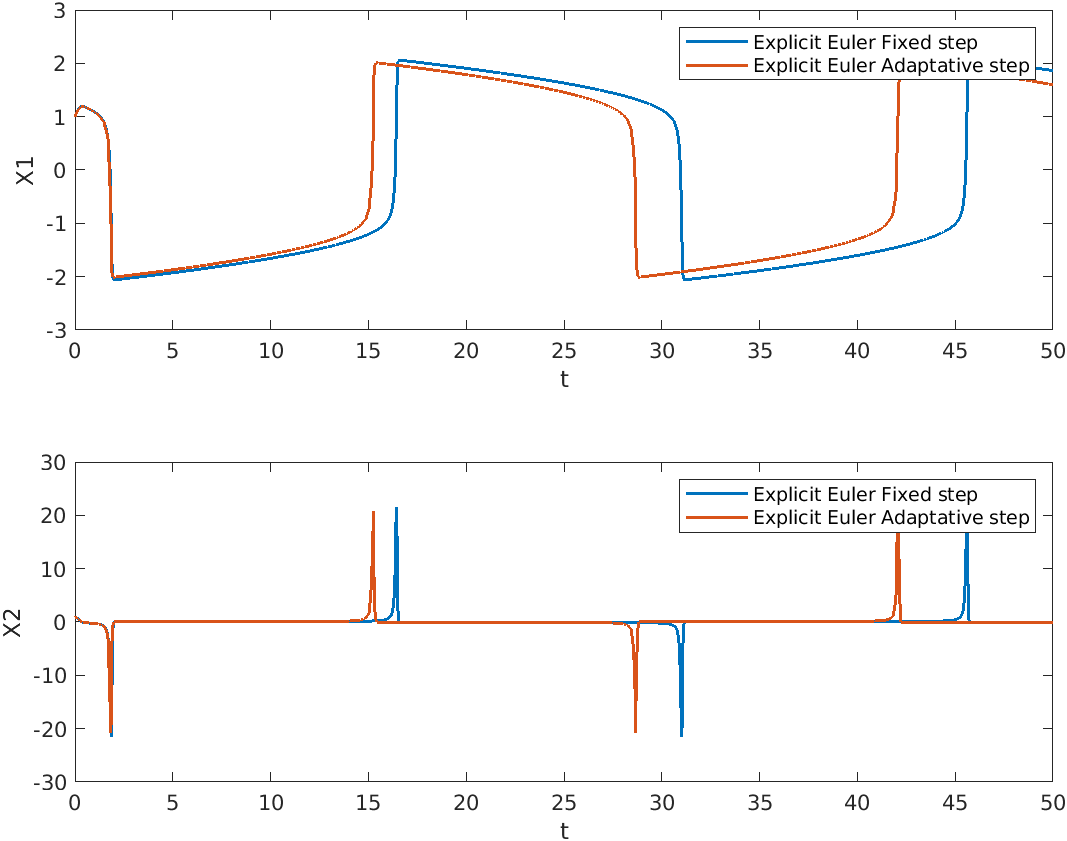 3
2
1
0
-1
-2
-3
X1
0 5 10 15 20 25 30 35 40 45 50
t
Explicit Euler Fixed step
Explicit Euler Adaptative step
30
20
10
0
-10
-20
-30
X2
0 5 10 15 20 25 30 35 40 45 50
t
Explicit Euler Fixed step
Explicit Euler Adaptative step